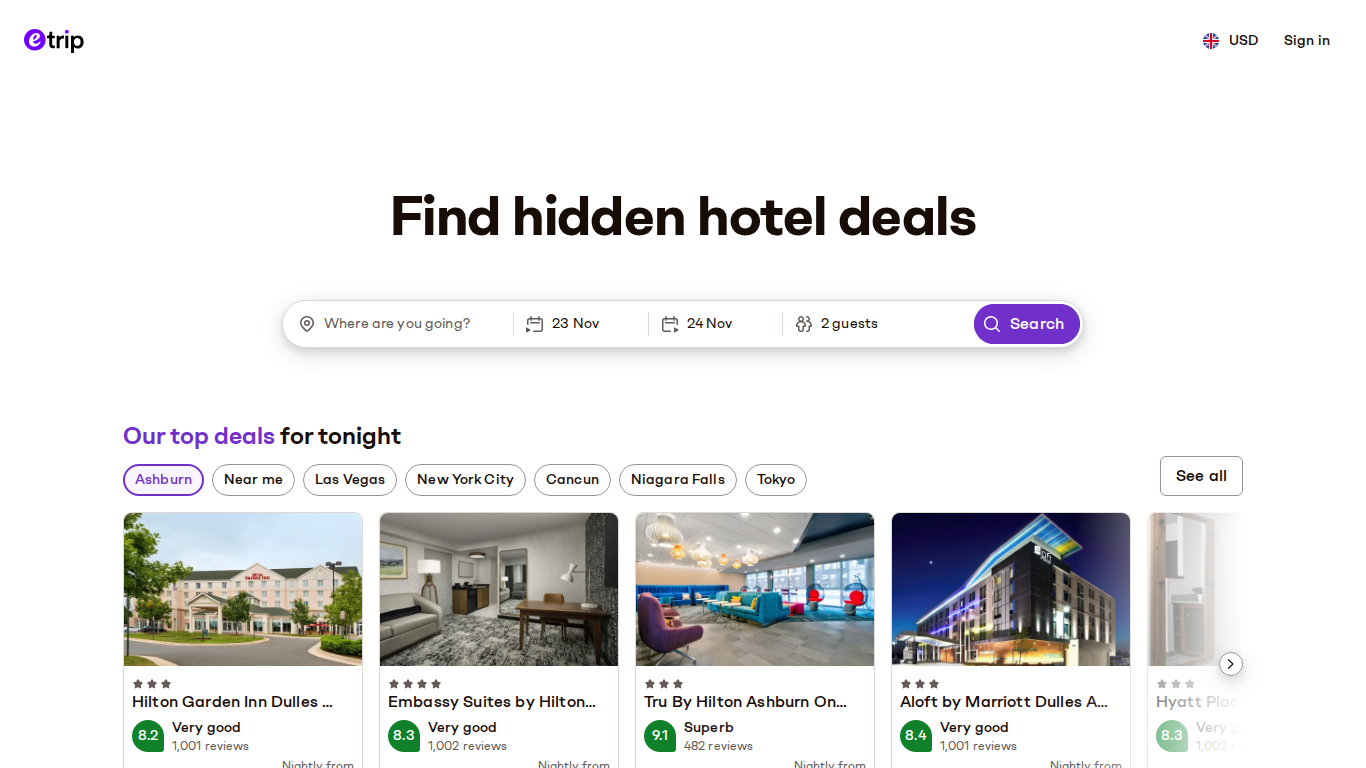 etrip
USD
Sign in
Find hidden hotel deals
Where are you going?
23 Nov
24 Nov
2 guests
Search
Our top deals for tonight
Ashburn
Near me
Las Vegas
New York City
Cancun
Niagara Falls
Tokyo
See all
Hilton Garden Inn Dulles ...
8.2
Very good
1,001 reviews
Nightly from
Embassy Suites by Hilton...
8.3
Very good
1,002 reviews
Nightly from
Tru By Hilton Ashburn On...
9.1
Superb
482 reviews
Nightly from
Aloft by Marriott Dulles A...
8.4
Very good
1,001 reviews
Nightly from
Hyatt Plac
8.3
Very g
1,002 r